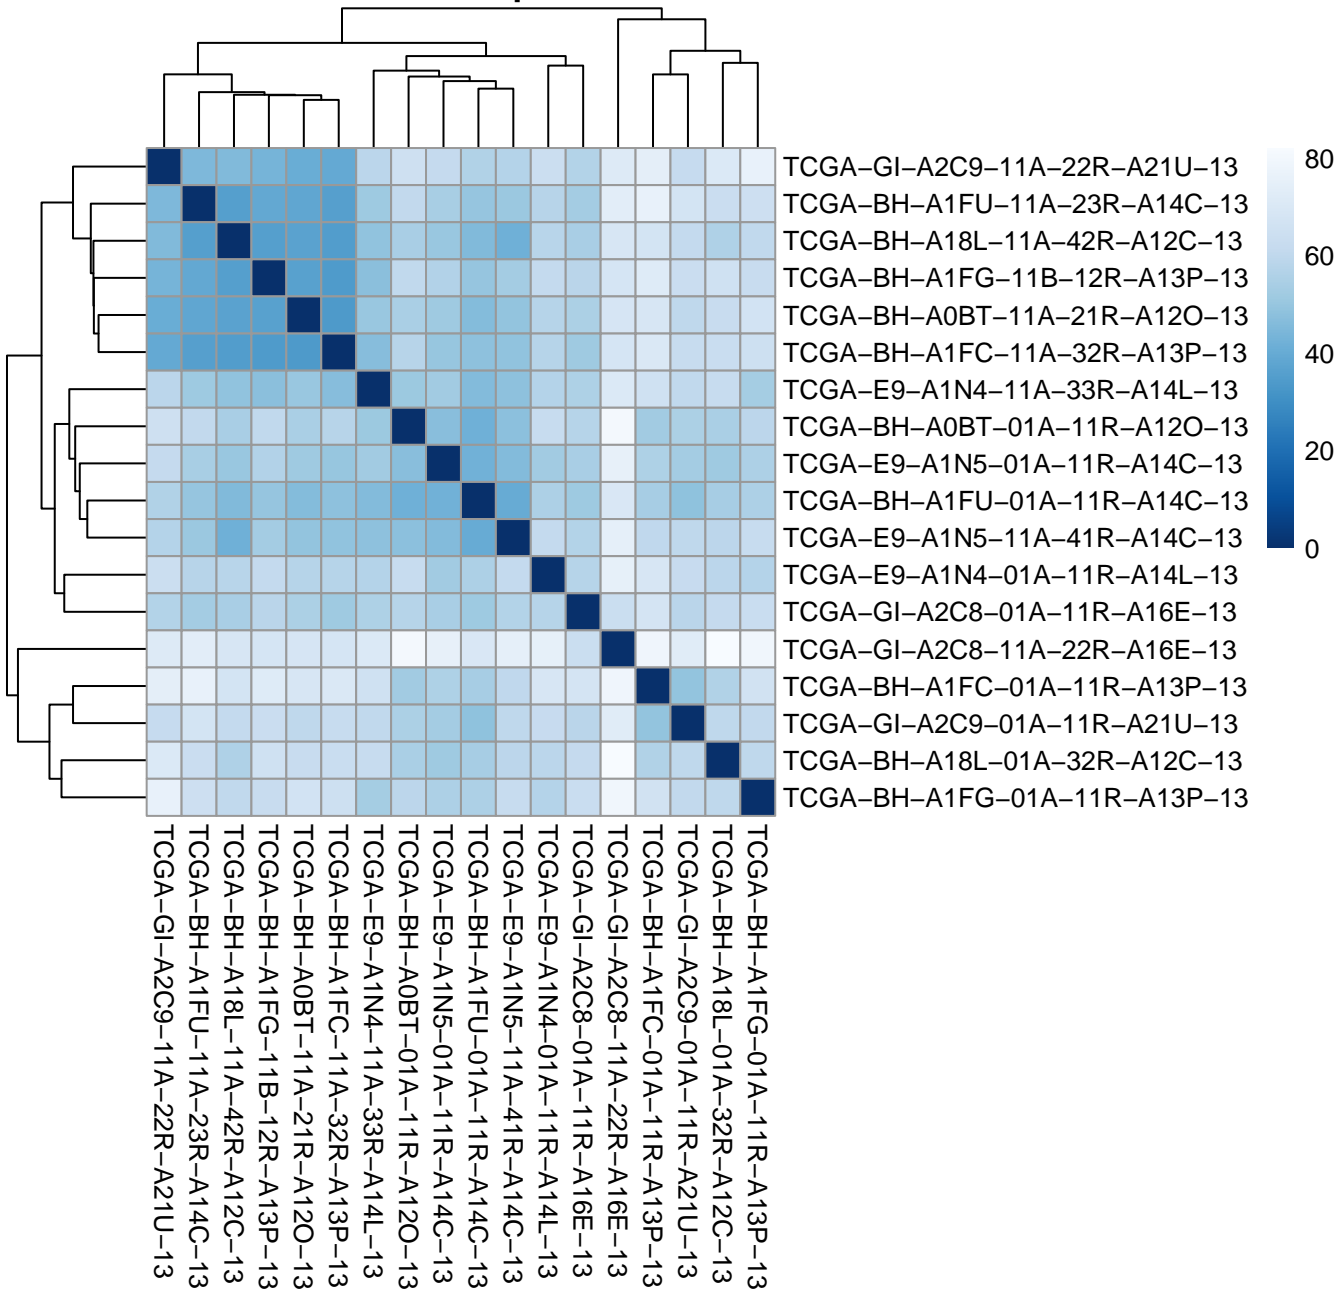 TCGA−GI−A2C9−11A−22R−A21U−13
TCGA−BH−A1FU−11A−23R−A14C−13
TCGA−BH−A18L−11A−42R−A12C−13
TCGA−BH−A1FG−11B−12R−A13P−13
TCGA−BH−A0BT−11A−21R−A12O−13
TCGA−BH−A1FC−11A−32R−A13P−13
TCGA−E9−A1N4−11A−33R−A14L−13
TCGA−BH−A0BT−01A−11R−A12O−13
TCGA−E9−A1N5−01A−11R−A14C−13
TCGA−BH−A1FU−01A−11R−A14C−13
TCGA−E9−A1N5−11A−41R−A14C−13
TCGA−E9−A1N4−01A−11R−A14L−13
TCGA−GI−A2C8−01A−11R−A16E−13
TCGA−GI−A2C8−11A−22R−A16E−13
TCGA−BH−A1FC−01A−11R−A13P−13
TCGA−GI−A2C9−01A−11R−A21U−13
TCGA−BH−A18L−01A−32R−A12C−13
TCGA−BH−A1FG−01A−11R−A13P−13
80
60
40
20
0
TCGA−GI−A2C9−11A−22R−A21U−13
TCGA−BH−A1FU−11A−23R−A14C−13
TCGA−BH−A18L−11A−42R−A12C−13
TCGA−BH−A1FG−11B−12R−A13P−13
TCGA−BH−A0BT−11A−21R−A12O−13
TCGA−BH−A1FC−11A−32R−A13P−13
TCGA−E9−A1N4−11A−33R−A14L−13
TCGA−BH−A0BT−01A−11R−A12O−13
TCGA−E9−A1N5−01A−11R−A14C−13
TCGA−BH−A1FU−01A−11R−A14C−13
TCGA−E9−A1N5−11A−41R−A14C−13
TCGA−E9−A1N4−01A−11R−A14L−13
TCGA−GI−A2C8−01A−11R−A16E−13
TCGA−GI−A2C8−11A−22R−A16E−13
TCGA−BH−A1FC−01A−11R−A13P−13
TCGA−GI−A2C9−01A−11R−A21U−13
TCGA−BH−A18L−01A−32R−A12C−13
TCGA−BH−A1FG−01A−11R−A13P−13